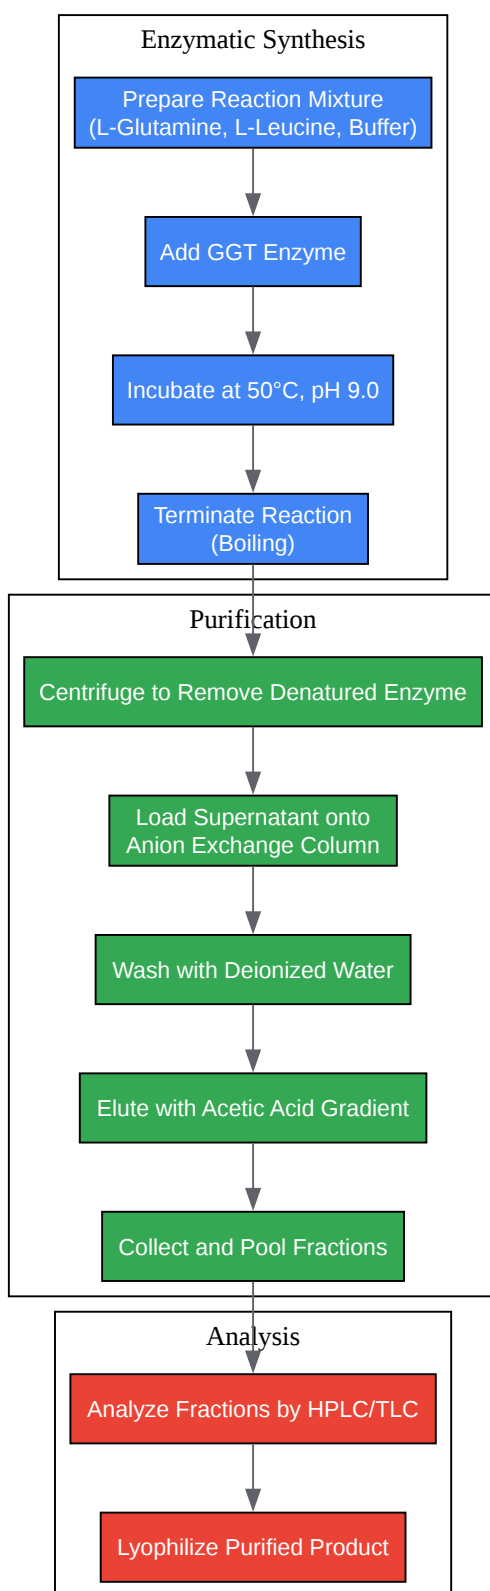 Enzymatic Synthesis
Prepare Reaction Mixture
(L-Glutamine, L-Leucine, Buffer)
Add GGT Enzyme
Incubate at 50°C, pH 9.0
Terminate Reaction
(Boiling)
Purification
Centrifuge to Remove Denatured Enzyme
Load Supernatant onto
Anion Exchange Column
Wash with Deionized Water
Elute with Acetic Acid Gradient
Collect and Pool Fractions
Analysis
Analyze Fractions by HPLC/TLC
Lyophilize Purified Product